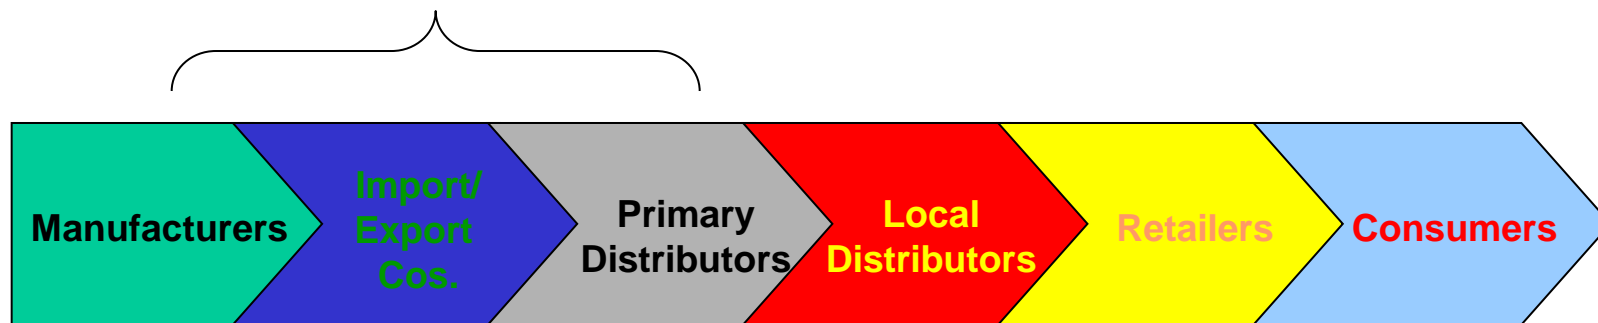 Manufacturers
Import/
Export
Cos.
Primary
Distributors
Local
Distributors
Retailers
Consumers